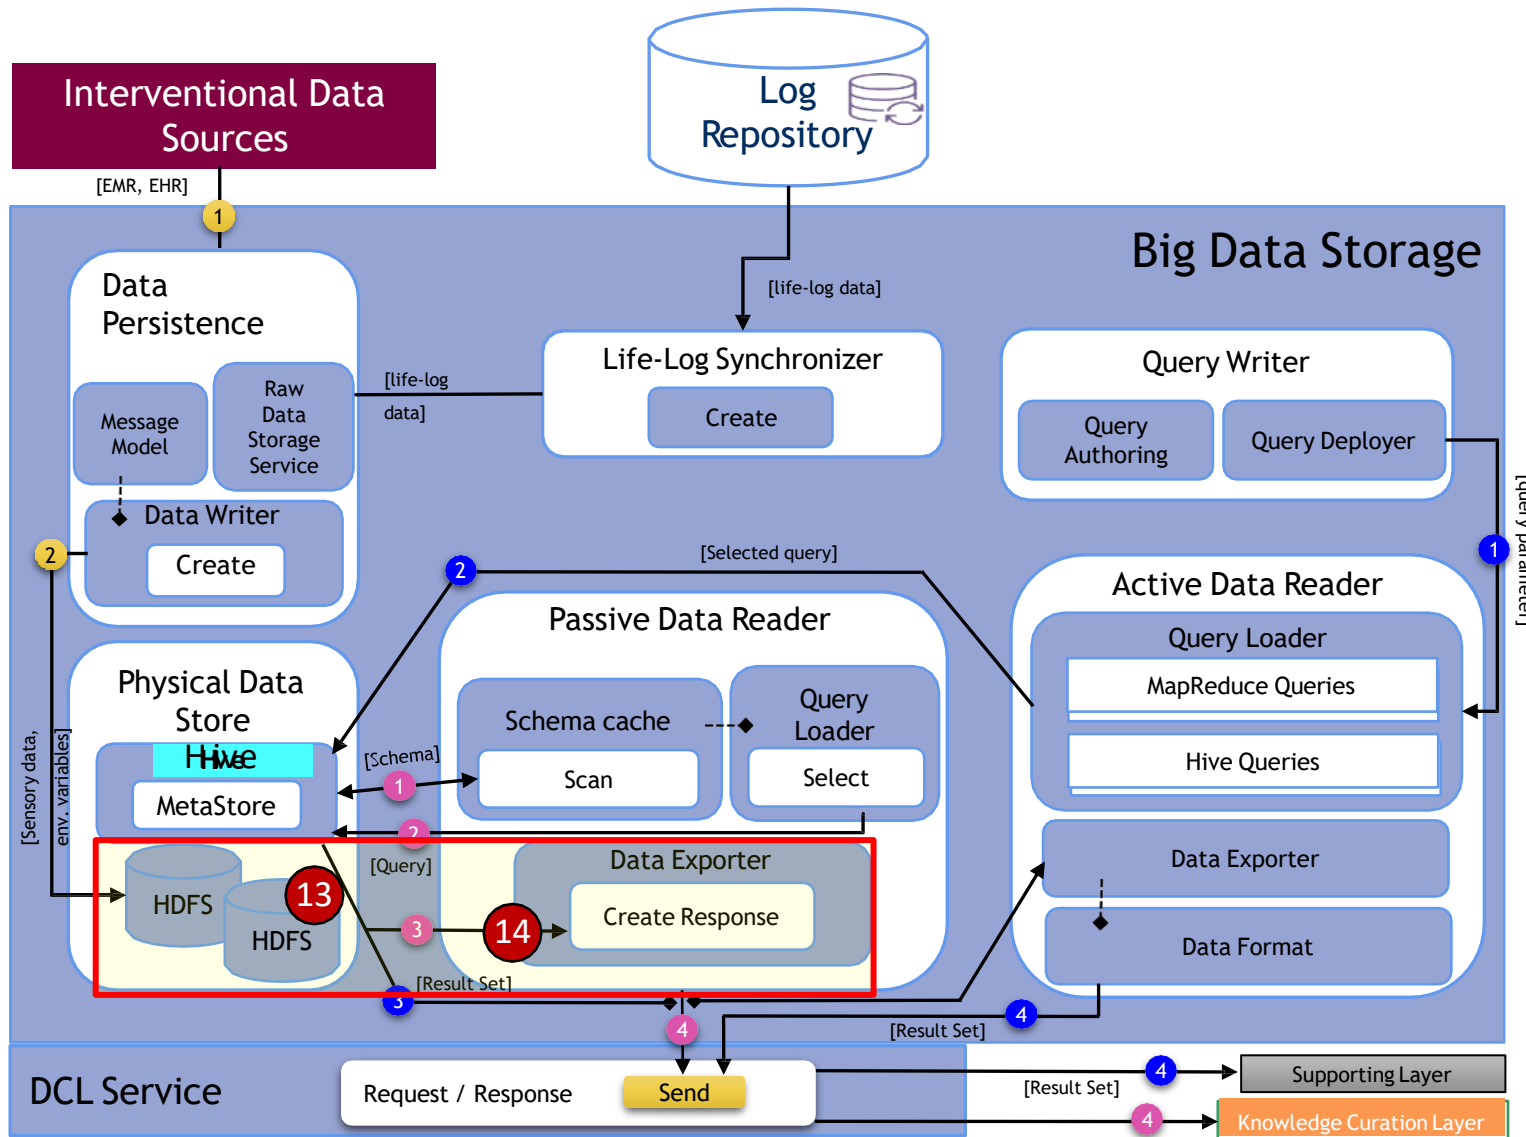 Interventional Data
Sources
Log
Repository
[EMR, EHR]
1
Big Data Storage
Data
Persistence
[life-log data]
Life-Log Synchronizer
Create
Query Writer
Query
Authoring
Query Deployer
[life-log
data]
Message
Model
Raw
Data
Storage
Service
Data Writer
Create
2
[Selected query]
2
1
[Query parameter]
Passive Data Reader
Active Data Reader
Query Loader
MapReduce Queries
Hive Queries
Physical Data
Store
Hive
MetaStore
Schema cache
Scan
Query
Loader
Select
[Schema]
1
2
[Sensory data,
env. variables]
[Query]
HDFS
HDFS
13
3
14
Data Exporter
Create Response
Data Exporter
Data Format
[Result Set]
3
4
4
[Result Set]
DCL Service
Request / Response
Send
4
[Result Set]
Supporting Layer
4
Knowledge Curation Layer